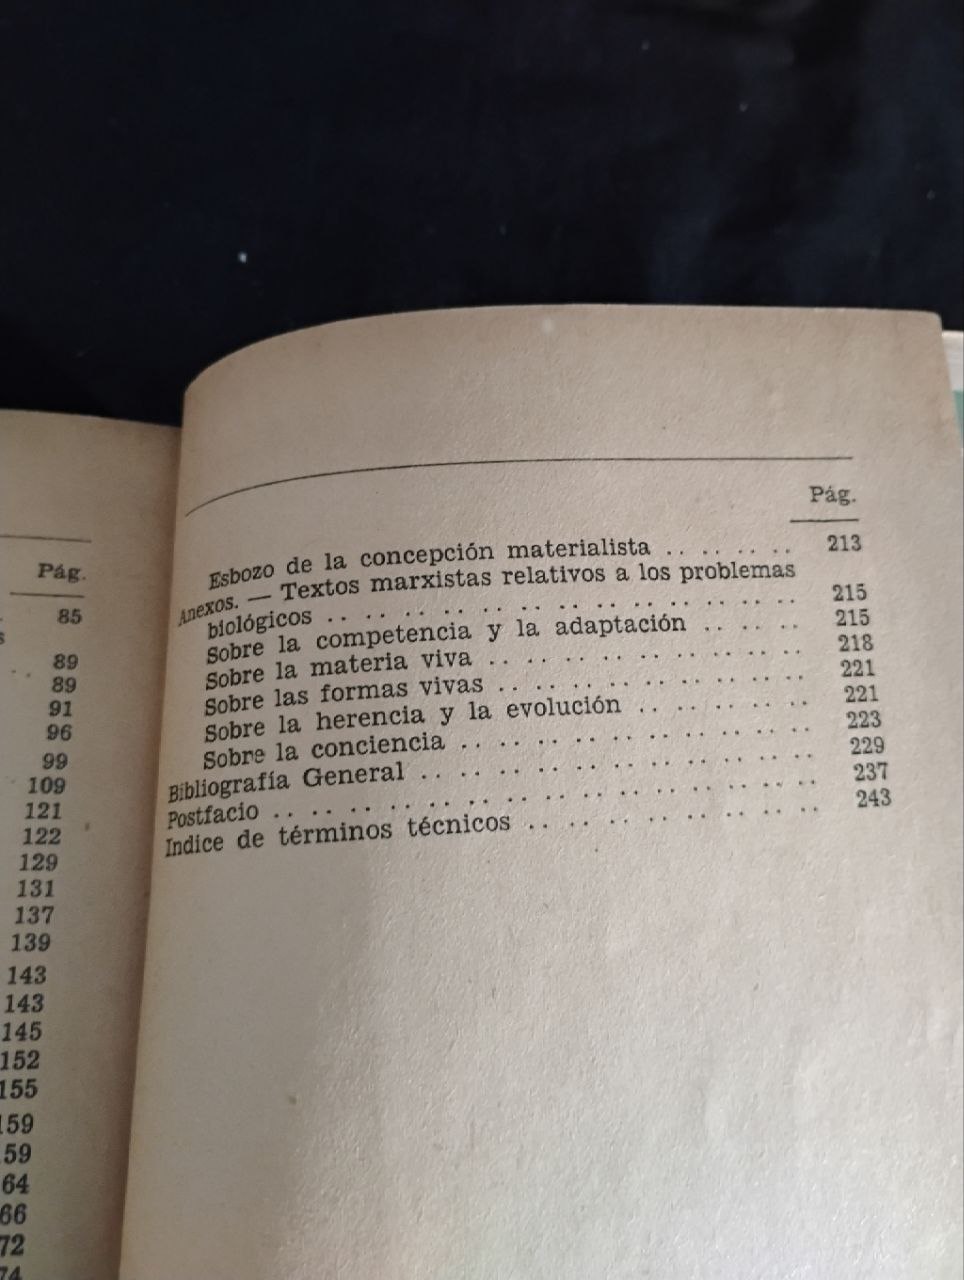 Pág.
85
s
89
89
91
96
99
109
121
122
129
131
137
139
143
143
145
152
155
159
59
64
66
72
74
Pág.
Esbozo de la concepción materialista . . . . . . . 213
Anexos. — Textos marxistas relativos a los problemas
biológicos . . . . . . . . . . . . . . . . . . . 215
Sobre la competencia y la adaptación . . . . . 215
Sobre la materia viva . . . . . . . . . . . . . 218
Sobre las formas vivas . . . . . . . . . . . . . 221
Sobre la herencia y la evolución . . . . . . . 221
Sobre la conciencia . . . . . . . . . . . . . . 223
Bibliografía General . . . . . . . . . . . . . . . . 229
Postfacio . . . . . . . . . . . . . . . . . . . . . 237
Indice de términos técnicos . . . . . . . . . . . . 243